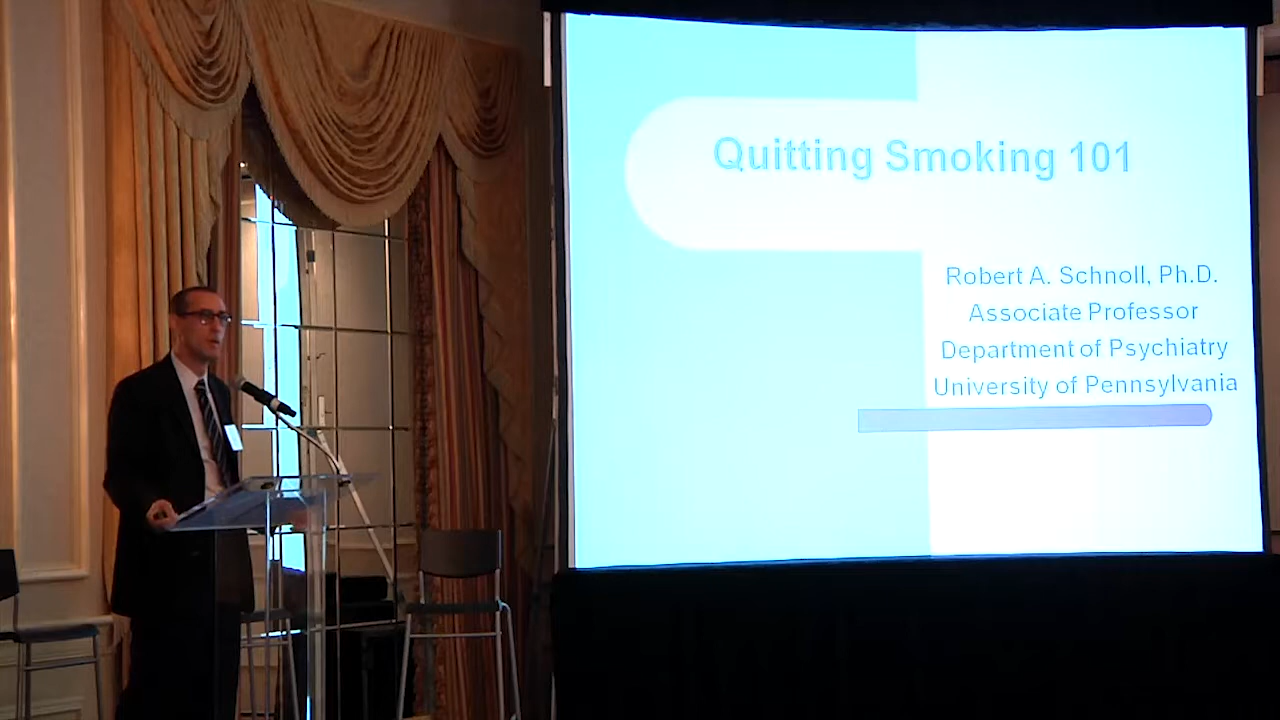 Quitting Smoking 101
Robert A. Schnoll, Ph.D.
Associate Professor
Department of Psychiatry
University of Pennsylvania